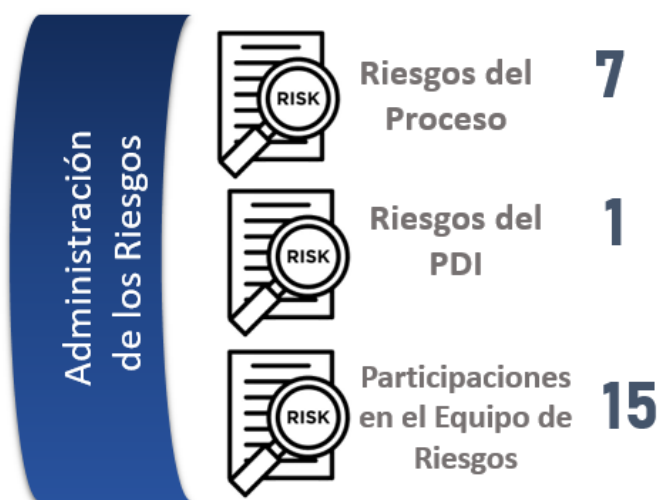 Administración
de los Riesgos
RISK
Riesgos del
Proceso
7
RISK
Riesgos del
PDI
1
RISK
Participaciones
en el Equipo de
Riesgos
15